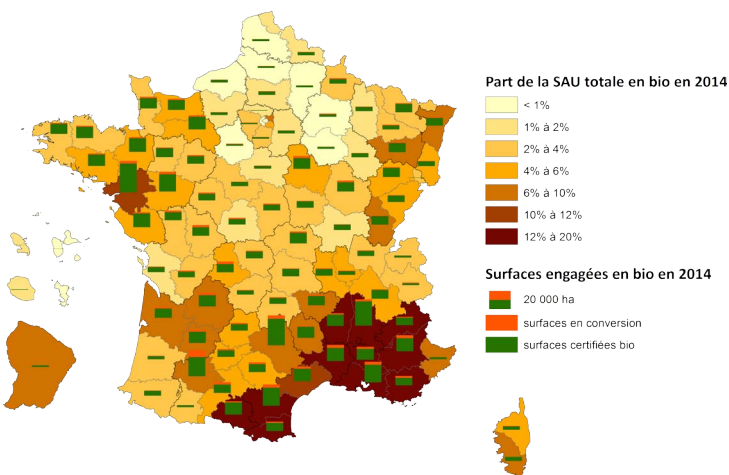 Part de la SAU totale en bio en 2014
< 1%
1% à 2%
2% à 4%
4% à 6%
6% à 10%
10% à 12%
12% à 20%
Surfaces engagées en bio en 2014
20 000 ha
surfaces en conversion
surfaces certifiées bio